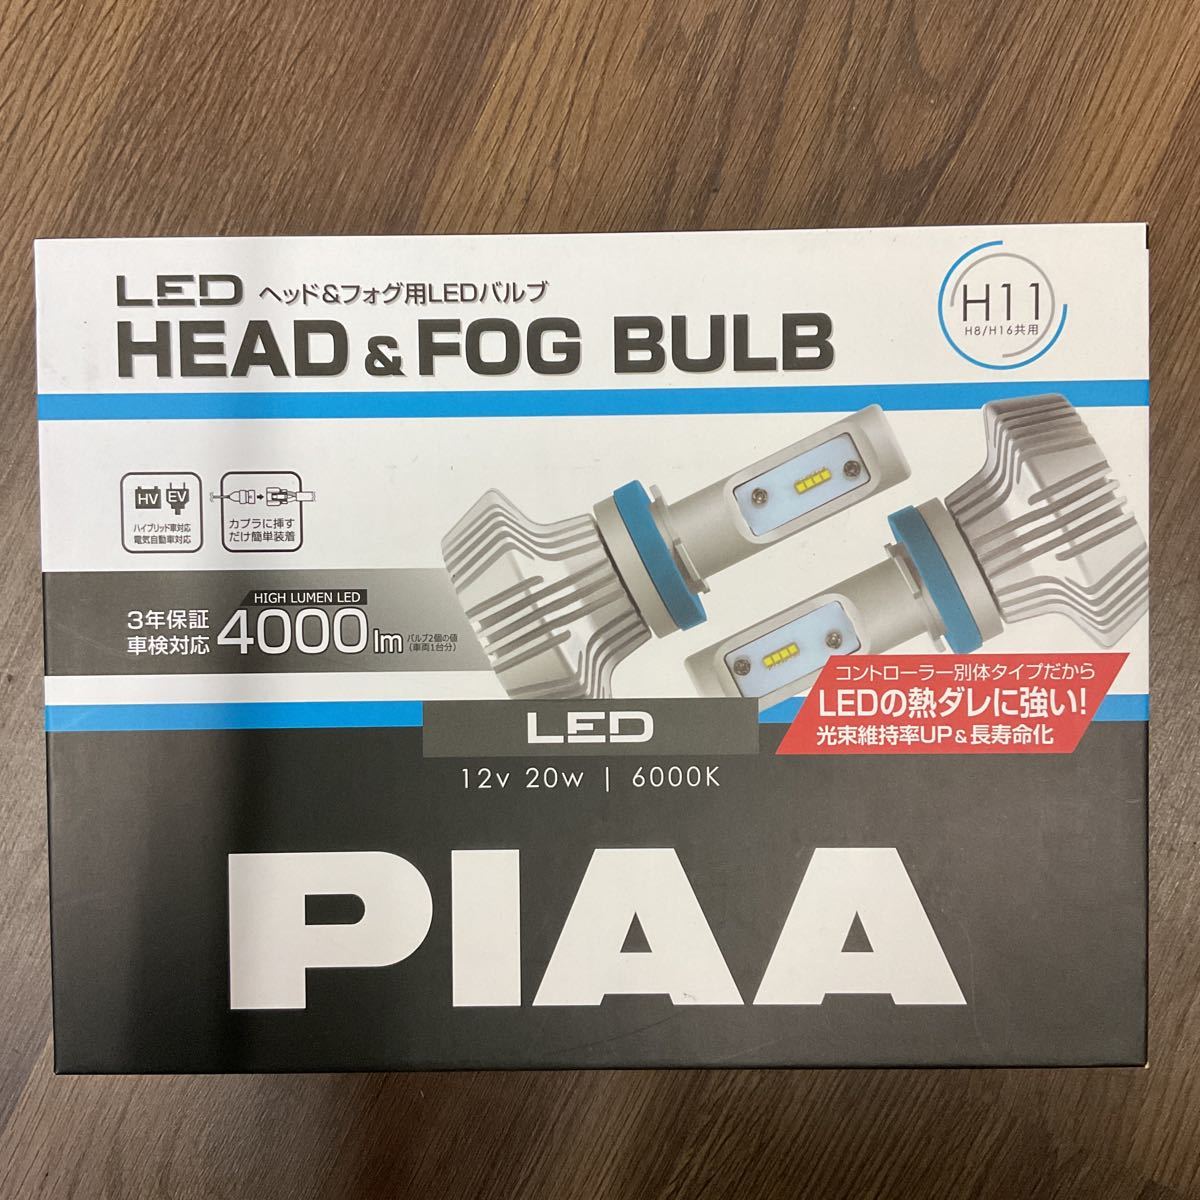 LED ヘッド&フォグ用LEDバルブ
HEAD & FOG BULB
H11
H8/H16共用
HV EV
ハイブリッド車対応
電気自動車対応
カプラに挿す
だけ簡単装着
3年保証
車検対応
HIGH LUMEN LED
4000lm
バルブ2個の値
(車両1台分)
コントローラー別体タイプだから
LEDの熱ダレに強い!
光束維持率UP&長寿命化
LED
12v 20w | 6000K
PIAA